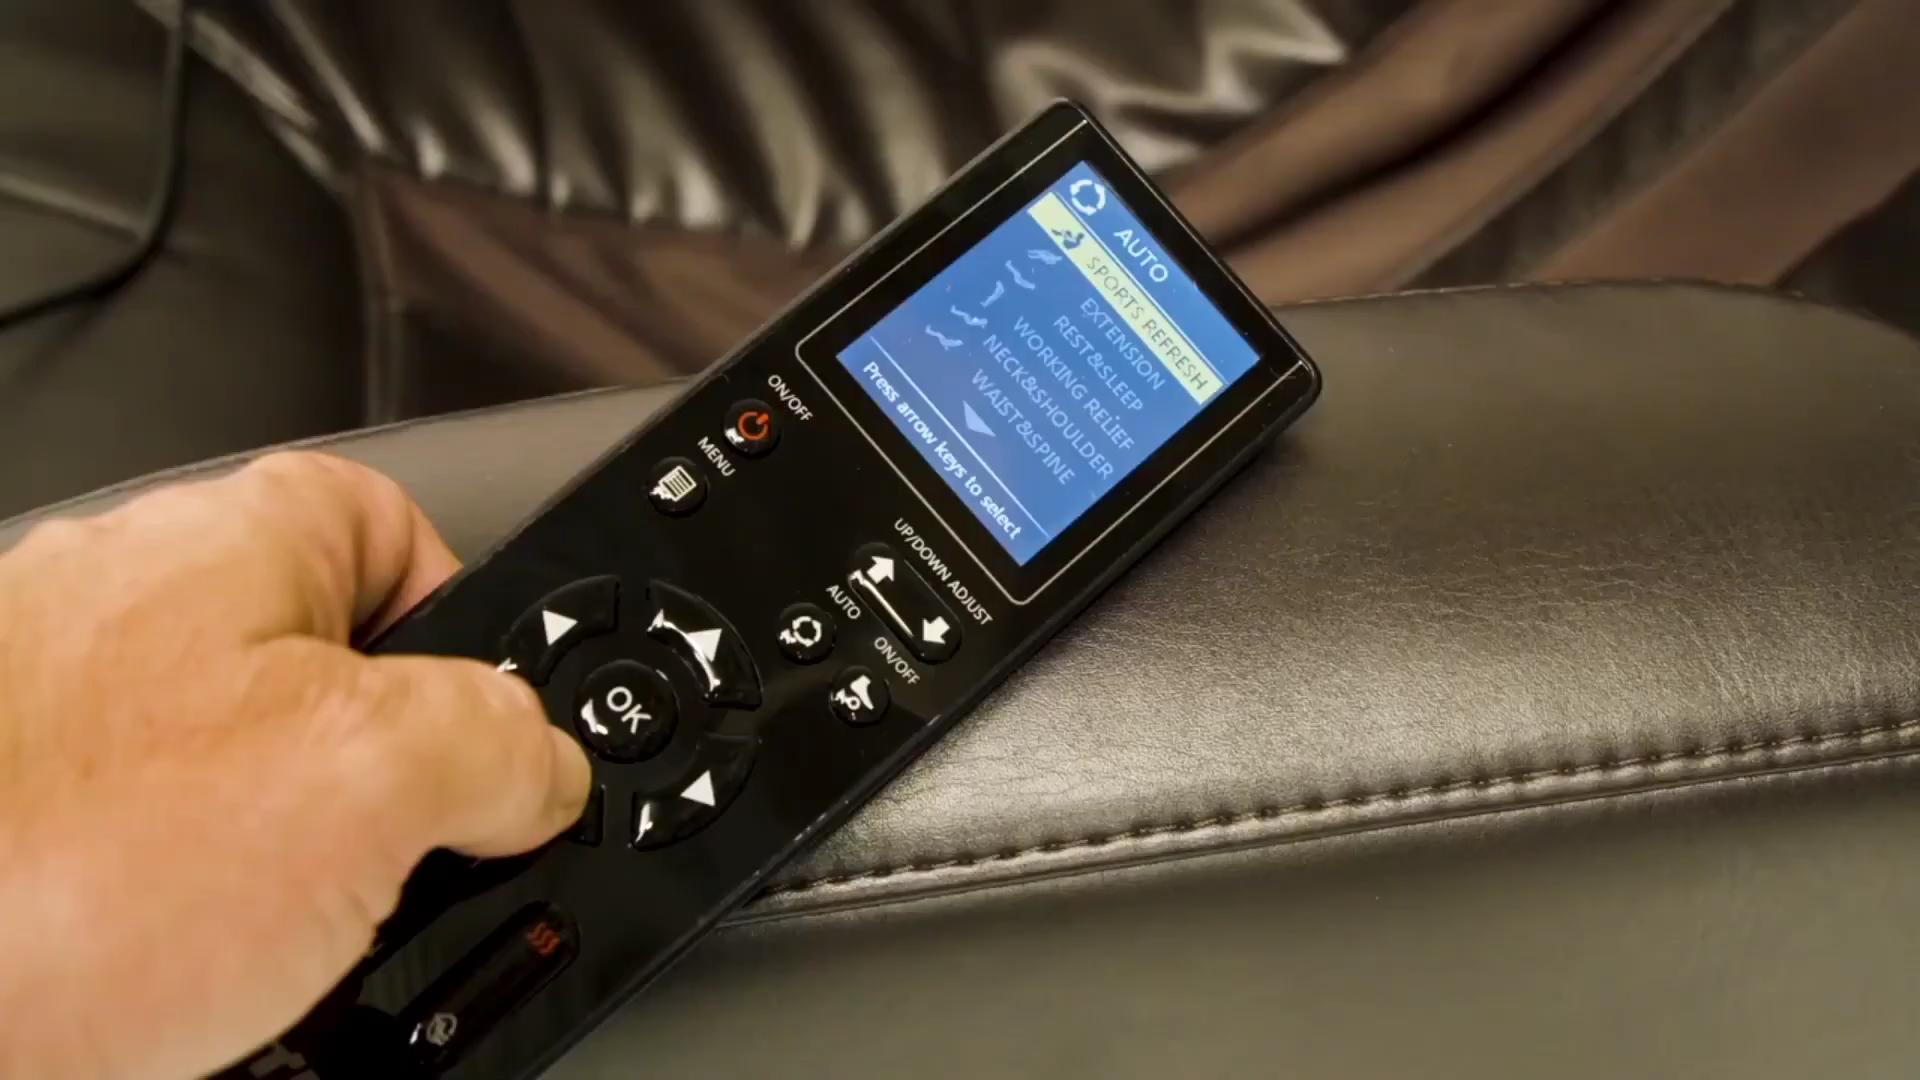 AUTO
SPORTS REFRESH
EXTENSION
REST&SLEEP
WORKING RELIEF
NECK&SHOULDER
WAIST&SPINE
Press arrow keys to select
ON/OFF
MENU
UP/DOWN ADJUST
AUTO
ON/OFF
OK